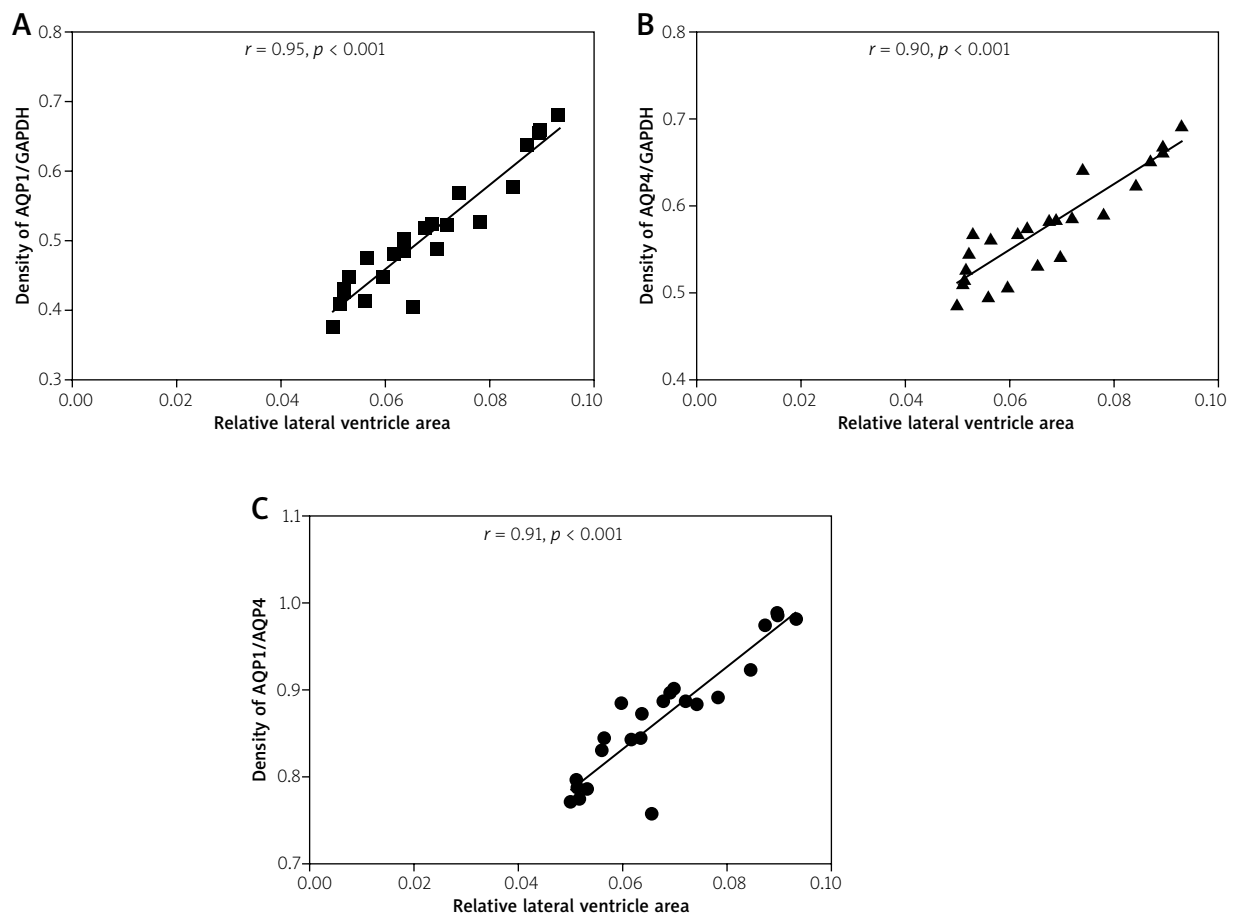 A
r = 0.95, p < 0.001
Density of AQP1/GAPDH
0.8
0.7
0.6
0.5
0.4
0.3
0.00 0.02 0.04 0.06 0.08 0.10
Relative lateral ventricle area
B
r = 0.90, p < 0.001
Density of AQP4/GAPDH
0.8
0.7
0.6
0.5
0.4
0.00 0.02 0.04 0.06 0.08 0.10
Relative lateral ventricle area
C
r = 0.91, p < 0.001
Density of AQP1/AQP4
1.1
1.0
0.9
0.8
0.7
0.00 0.02 0.04 0.06 0.08 0.10
Relative lateral ventricle area